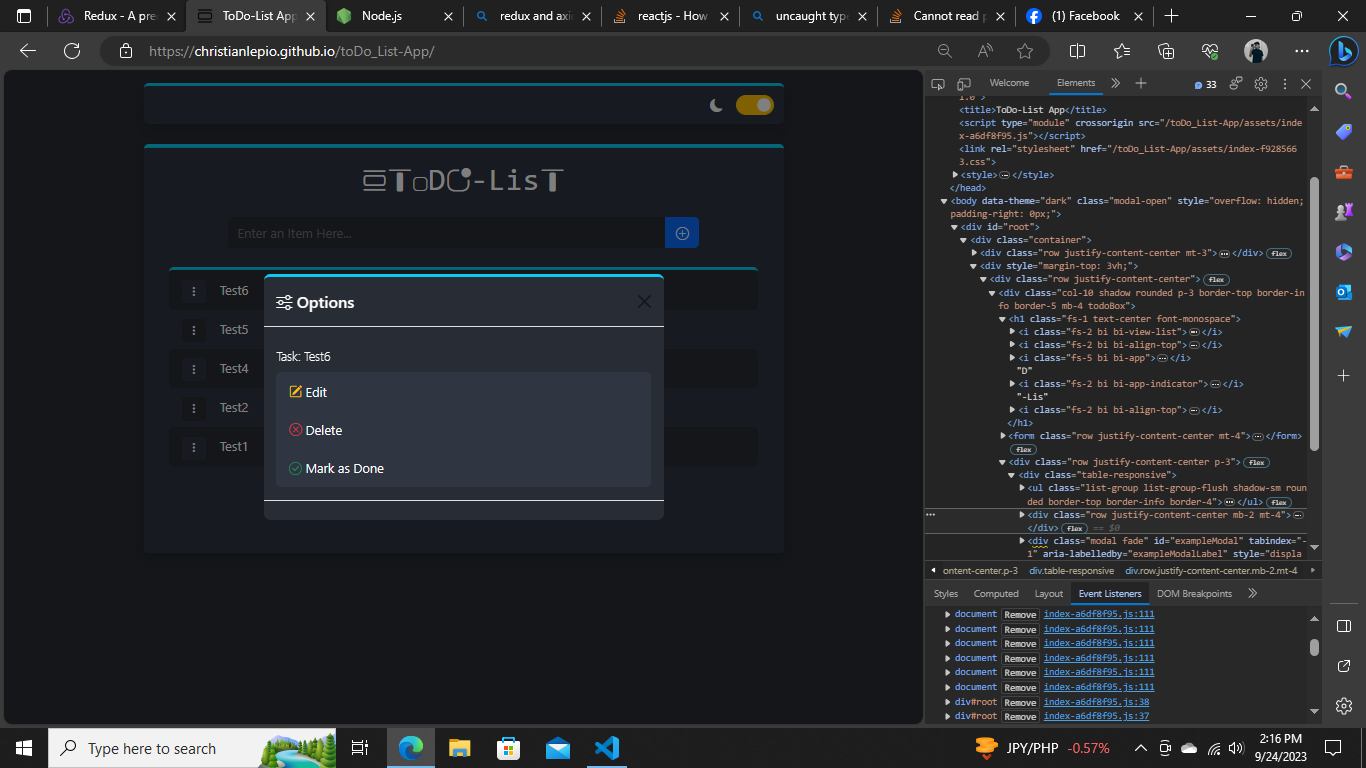 Redux - A pre
ToDo-List App
Node.js
redux and axi
reactjs - How
uncaught type
Cannot read p
(1) Facebook
https://christianlepio.github.io/toDo_List-App/
ToDO-LisT
Enter an Item Here...
Test6
Test5
Test4
Test2
Test1
Options
Task: Test6
Edit
Delete
Mark as Done
Welcome
Elements
33
1.0">
<title>ToDo-List App</title>
<script type="module" crossorigin src="/toDo_List-App/assets/inde
x-a6df8f95.js"></script>
<link rel="stylesheet" href="/toDo_List-App/assets/index-f928566
3.css">
<style></style>
</head>
<body data-theme="dark" class="modal-open" style="overflow: hidden;
padding-right: 0px;">
<div id="root">
<div class="container">
<div class="row justify-content-center mt-3"></div> flex
<div style="margin-top: 3vh;">
<div class="row justify-content-center"> flex
<div class="col-10 shadow rounded p-3 border-top border-in
fo border-5 mb-4 todoBox">
<h1 class="fs-1 text-center font-monospace">
<i class="fs-2 bi bi-view-list"></i>
<i class="fs-2 bi bi-align-top"></i>
<i class="fs-5 bi bi-app"></i>
"D"
<i class="fs-2 bi bi-app-indicator"></i>
"-Lis"
<i class="fs-2 bi bi-align-top"></i>
</h1>
<form class="row justify-content-center mt-4"></form>
flex
<div class="row justify-content-center p-3"> flex
<div class="table-responsive">
<ul class="list-group list-group-flush shadow-sm roun
ded border-top border-info border-4"></ul> flex
<div class="row justify-content-center mb-2 mt-4">
</div> flex == $0
<div class="modal fade" id="exampleModal" tabindex="-
1" aria-labelledby="exampleModalLabel" style="displa
ontent-center.p-3 div.table-responsive div.row.justify-content-center.mb-2.mt-4
Styles Computed Layout Event Listeners DOM Breakpoints
document Remove index-a6df8f95.js:111
document Remove index-a6df8f95.js:111
document Remove index-a6df8f95.js:111
document Remove index-a6df8f95.js:111
document Remove index-a6df8f95.js:111
document Remove index-a6df8f95.js:111
div#root Remove index-a6df8f95.js:38
div#root Remove index-a6df8f95.js:37
Type here to search
JPY/PHP -0.57%
2:16 PM
9/24/2023